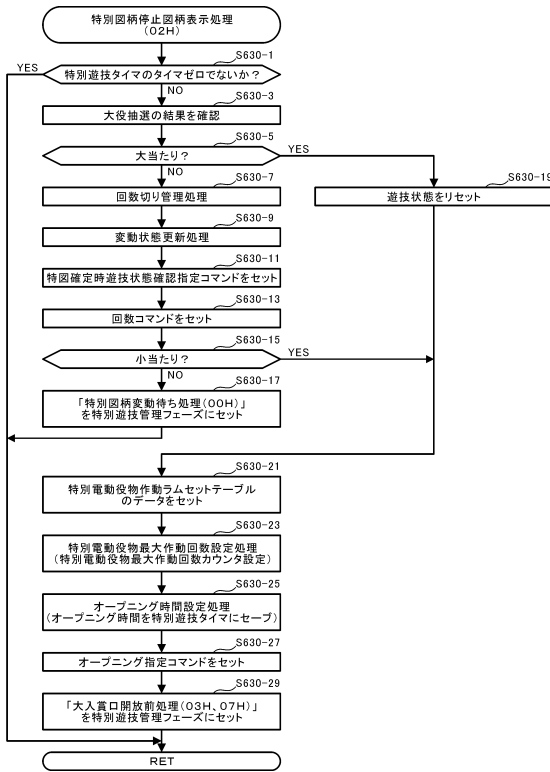 特別図柄停止図柄表示処理
(02H)
S630-1
YES
特別遊技タイマのタイマゼロでないか？
NO
S630-3
大役抽選の結果を確認
S630-5
大当たり？
YES
NO
S630-7
回数切り管理処理
S630-19
遊技状態をリセット
S630-9
変動状態更新処理
S630-11
特図確定時遊技状態確認指定コマンドをセット
S630-13
回数コマンドをセット
S630-15
小当たり？
YES
NO
S630-17
「特別図柄変動待ち処理(00H)」
を特別遊技管理フェーズにセット
S630-21
特別電動役物作動ラムセットテーブル
のデータをセット
S630-23
特別電動役物最大作動回数設定処理
(特別電動役物最大作動回数カウンタ設定)
S630-25
オープニング時間設定処理
(オープニング時間を特別遊技タイマにセーブ)
S630-27
オープニング指定コマンドをセット
S630-29
「大入賞口開放前処理(03H、07H)」
を特別遊技管理フェーズにセット
RET